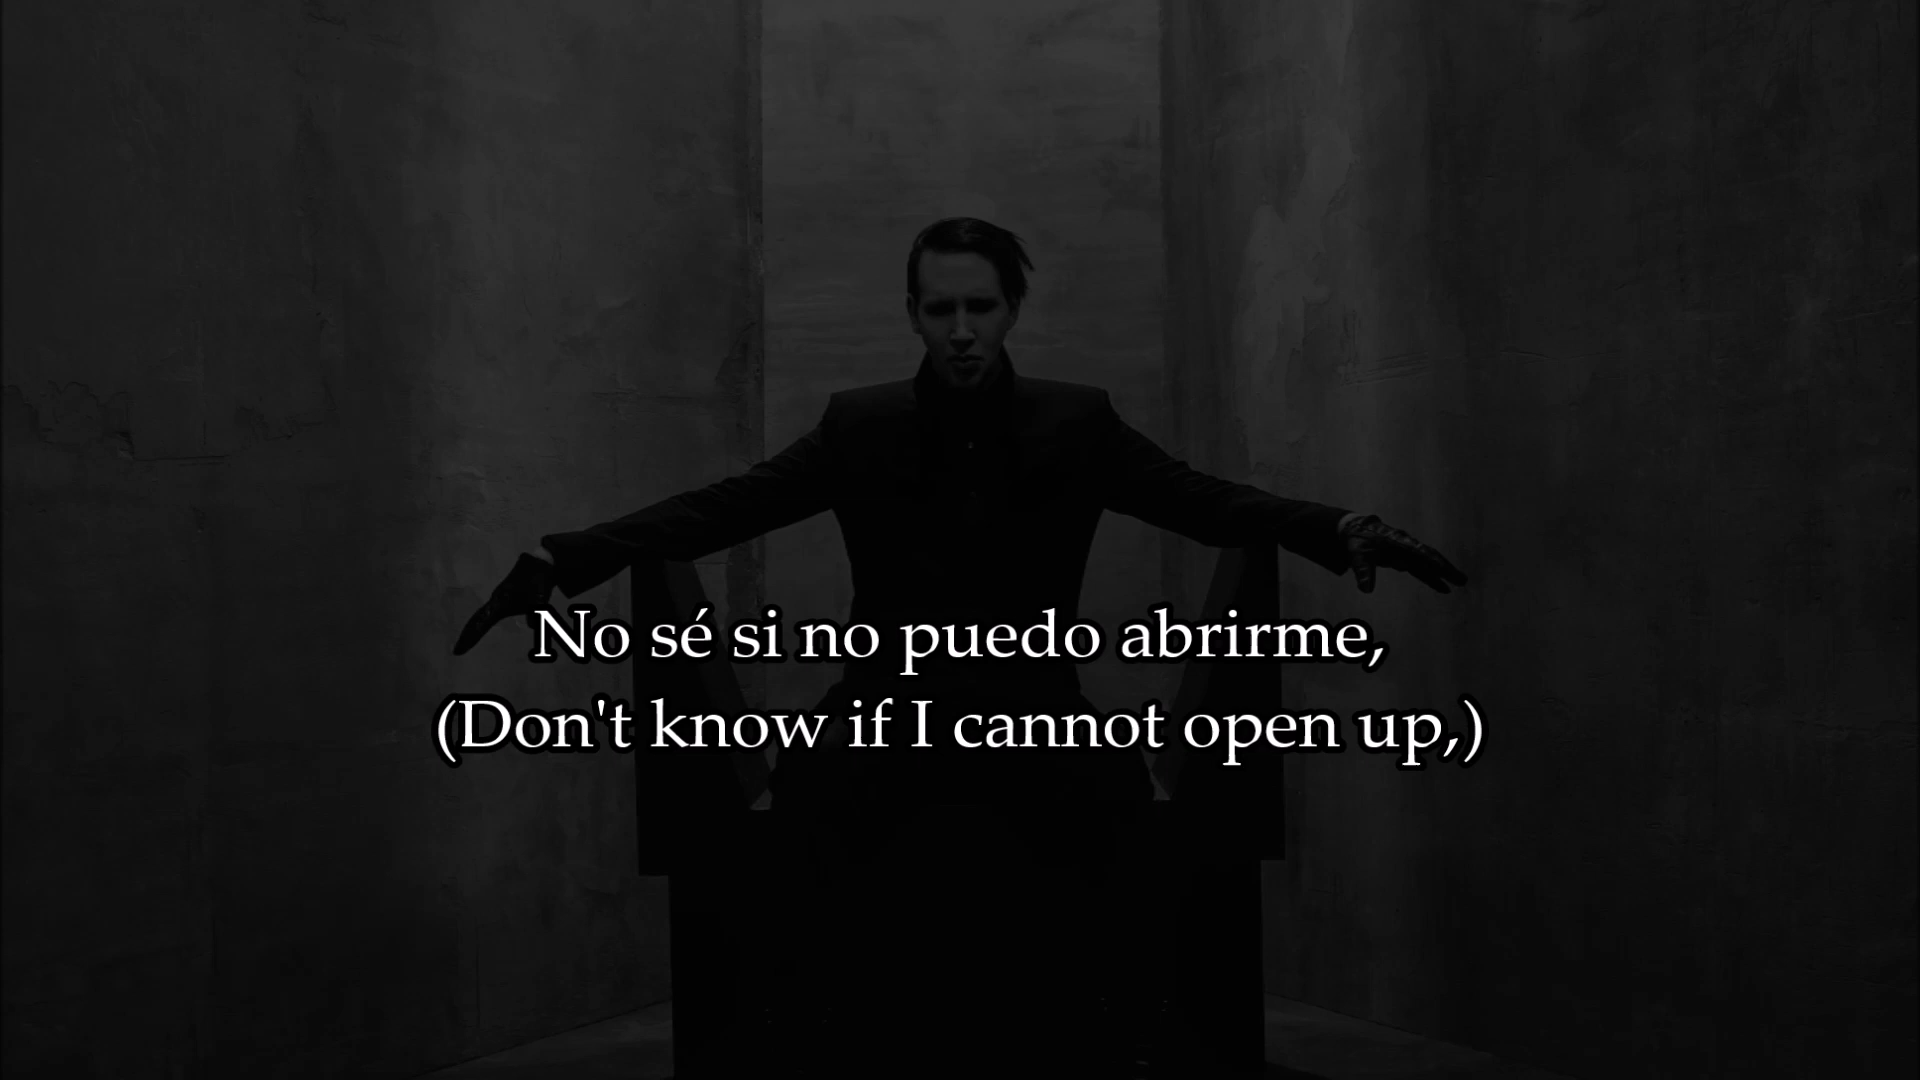 No sé si no puedo abrirme,
(Don't know if I cannot open up,)